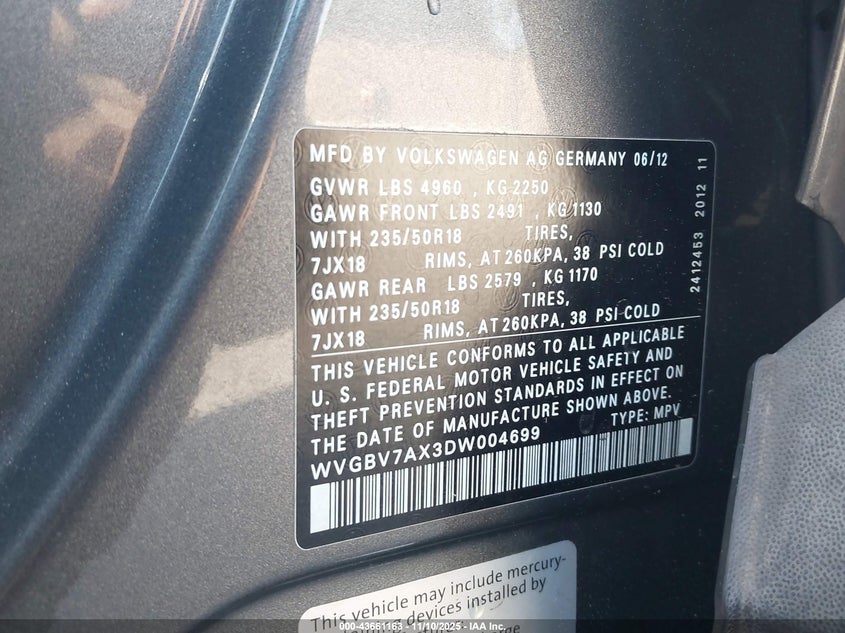 MFD BY VOLKSWAGEN AG GERMANY 06/12
GVWR LBS 4960 , KG 2250
GAWR FRONT LBS 2491 , KG 1130
WITH 235/50R18 TIRES,
7JX18 RIMS, AT 260KPA, 38 PSI COLD
GAWR REAR LBS 2579 , KG 1170
WITH 235/50R18 TIRES,
7JX18 RIMS, AT 260KPA, 38 PSI COLD
THIS VEHICLE CONFORMS TO ALL APPLICABLE
U. S. FEDERAL MOTOR VEHICLE SAFETY AND
THEFT PREVENTION STANDARDS IN EFFECT ON
THE DATE OF MANUFACTURE SHOWN ABOVE.
TYPE: MPV
WVGBV7AX3DW004699
2412453 2012 11
This vehicle may include mercury-
devices installed by
000-43661163 - 11/10/2025 - IAA Inc.